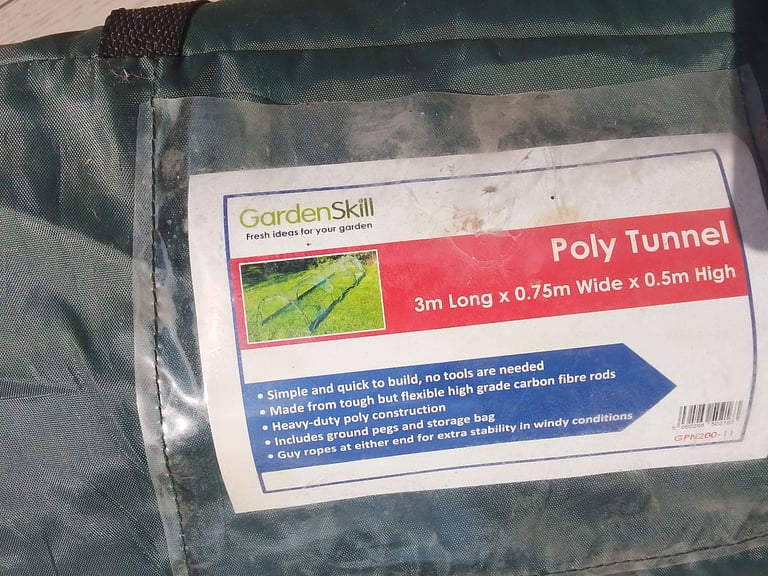 GardenSkill
Fresh ideas for your garden
Poly Tunnel
3m Long x 0.75m Wide x 0.5m High
• Simple and quick to build, no tools are needed
• Made from tough but flexible high grade carbon fibre rods
• Heavy-duty poly construction
• Includes ground pegs and storage bag
• Guy ropes at either end for extra stability in windy conditions
GPN200-11